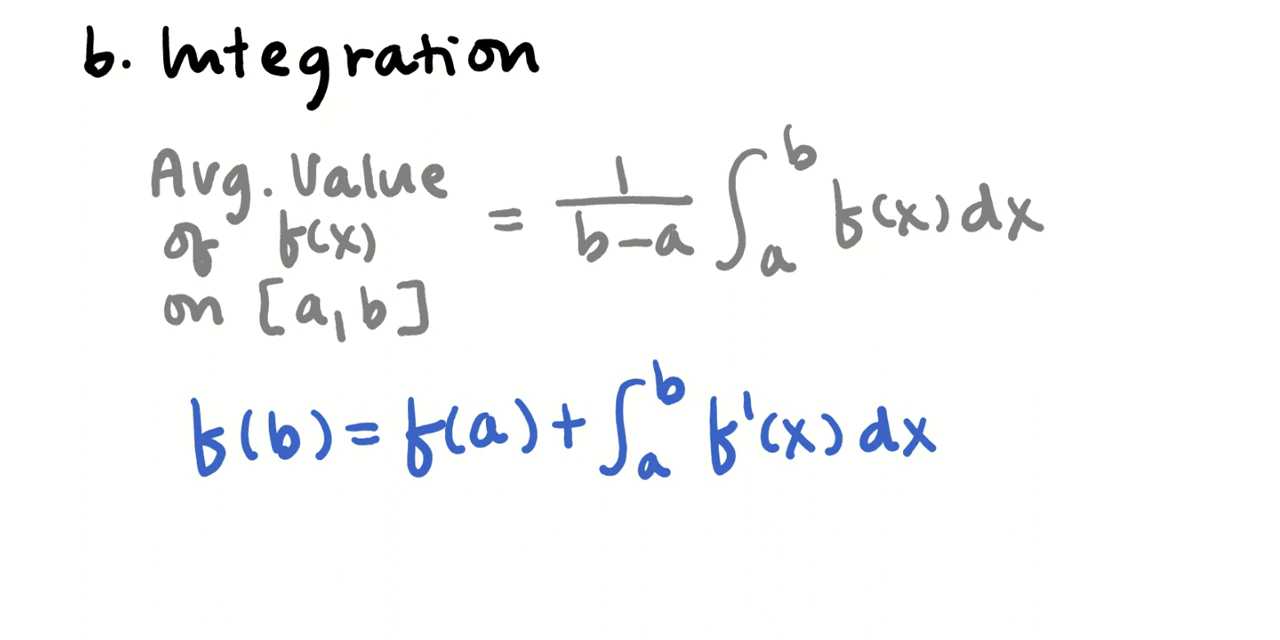 b. Integration
Avg. Value of f(x) on [a,b] = 1/(b-a) ∫_a^b f(x) dx
f(b) = f(a) + ∫_a^b f'(x) dx